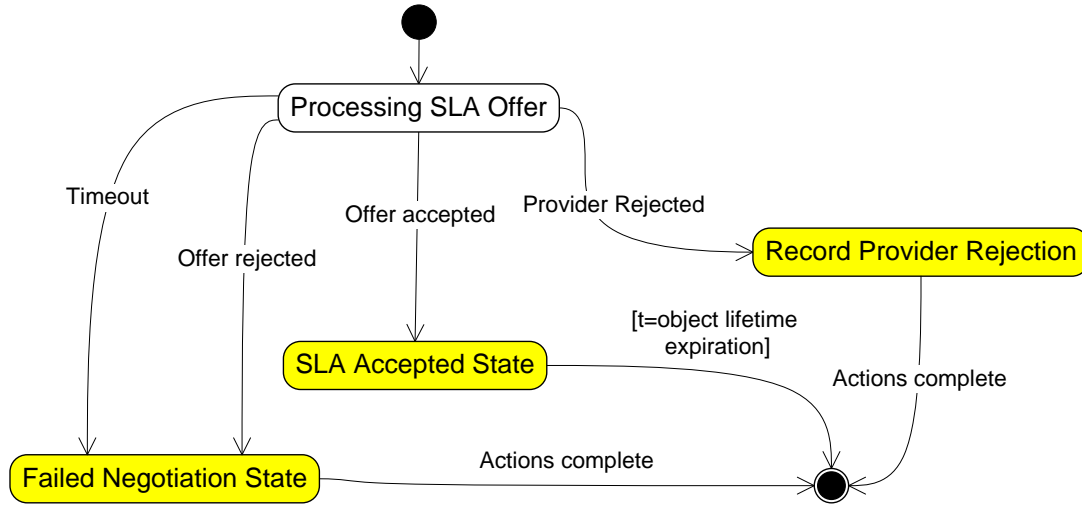 Processing SLA Offer
Timeout
Offer accepted
Provider Rejected
Offer rejected
Record Provider Rejection
[t=object lifetime
expiration]
SLA Accepted State
Actions complete
Failed Negotiation State
Actions complete